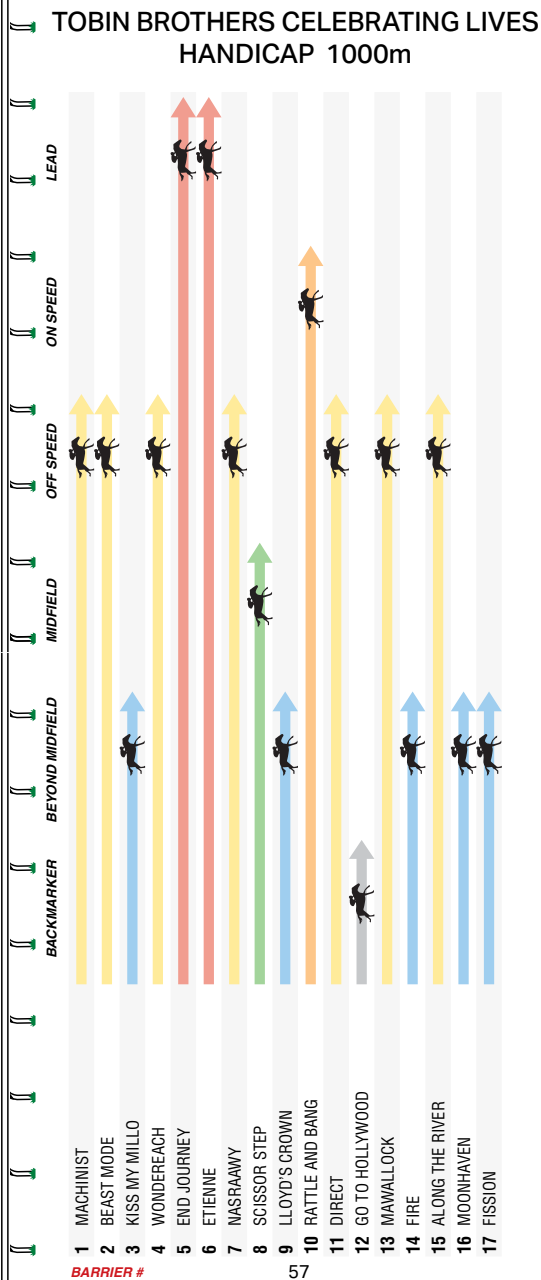 TOBIN BROTHERS CELEBRATING LIVES
HANDICAP 1000m
LEAD
ON SPEED
OFF SPEED
MIDFIELD
BEYOND MIDFIELD
BACKMARKER
1 MACHINIST
2 BEAST MODE
3 KISS MY MILLO
4 WONDEREACH
5 END JOURNEY
6 ETIENNE
7 NASRAAWY
8 SCISSOR STEP
9 LLOYD'S CROWN
10 RATTLE AND BANG
11 DIRECT
12 GO TO HOLLYWOOD
13 MAWALLOCK
14 FIRE
15 ALONG THE RIVER
16 MOONHAVEN
17 FISSION
BARRIER #
57